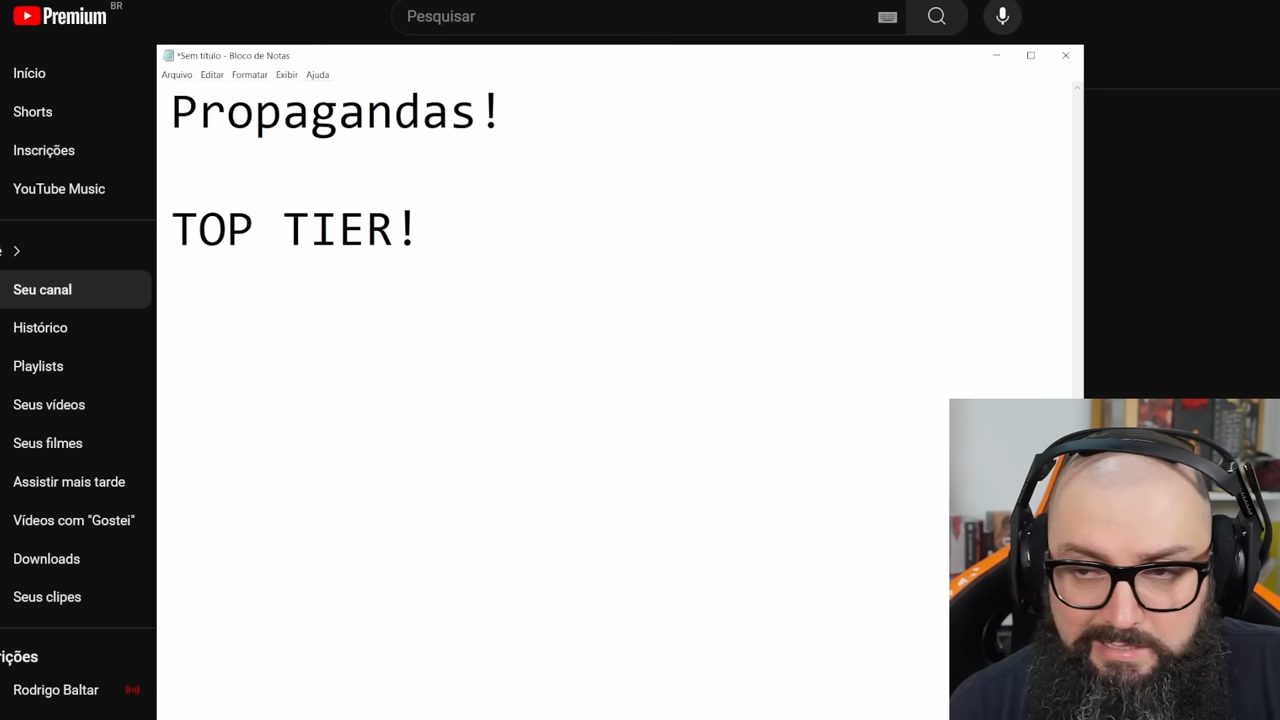 Premium BR
Pesquisar
Início
Shorts
Inscrições
YouTube Music
Seu canal
Histórico
Playlists
Seus vídeos
Seus filmes
Assistir mais tarde
Vídeos com "Gostei"
Downloads
Seus clipes
rições
Rodrigo Baltar
*Sem título - Bloco de Notas
Arquivo Editar Formatar Exibir Ajuda
Propagandas!
TOP TIER!